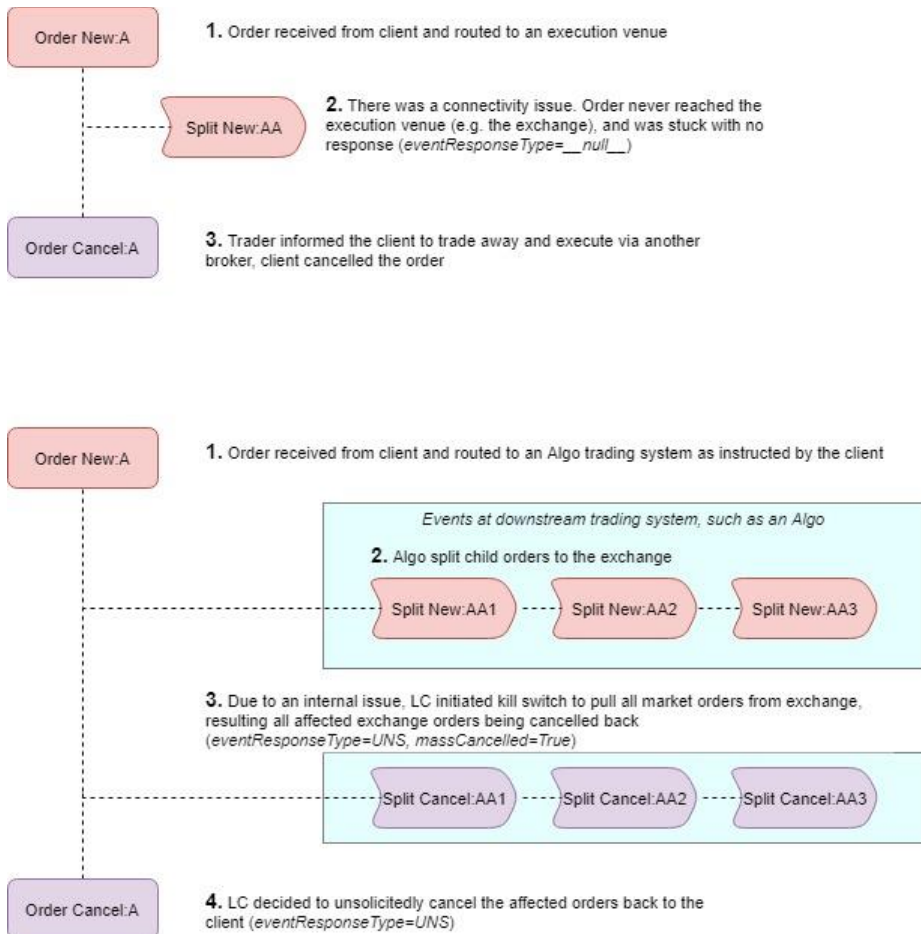 Order New:A
1. Order received from client and routed to an execution venue
Split New:AA
2. There was a connectivity issue. Order never reached the
execution venue (e.g. the exchange), and was stuck with no
response (eventResponseType=__null__)
Order Cancel:A
3. Trader informed the client to trade away and execute via another
broker, client cancelled the order
Order New:A
1. Order received from client and routed to an Algo trading system as instructed by the client
Events at downstream trading system, such as an Algo
2. Algo split child orders to the exchange
Split New:AA1
Split New:AA2
Split New:AA3
3. Due to an internal issue, LC initiated kill switch to pull all market orders from exchange,
resulting all affected exchange orders being cancelled back
(eventResponseType=UNS, massCancelled=True)
Split Cancel:AA1
Split Cancel:AA2
Split Cancel:AA3
Order Cancel:A
4. LC decided to unsolicitedly cancel the affected orders back to the
client (eventResponseType=UNS)